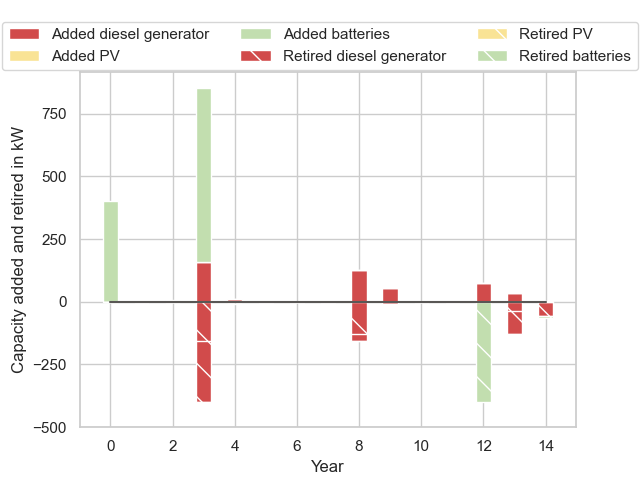 Added diesel generator Added batteries Retired PV
Added PV Retired diesel generator Retired batteries
Capacity added and retired in kW
750
500
250
0
−250
−500
0 2 4 6 8 10 12 14
Year